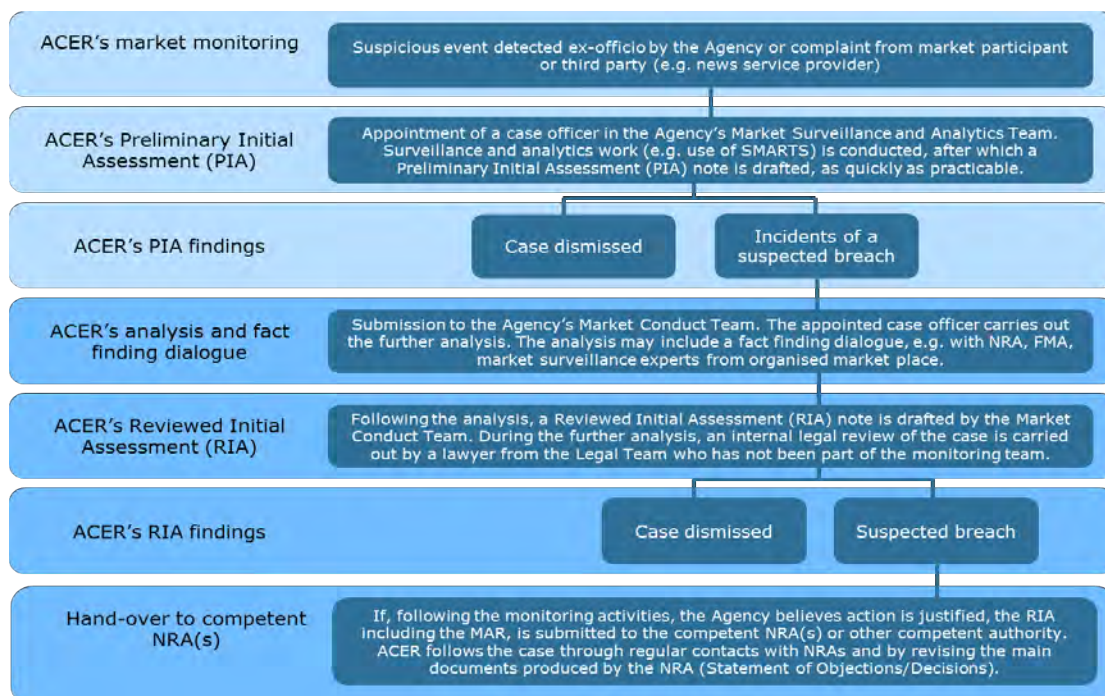 ACER's market monitoring
Suspicious event detected ex-officio by the Agency or complaint from market participant
or third party (e.g. news service provider)
ACER's Preliminary Initial
Assessment (PIA)
Appointment of a case officer in the Agency's Market Surveillance and Analytics Team.
Surveillance and analytics work (e.g. use of SMARTS) is conducted, after which a
Preliminary Initial Assessment (PIA) note is drafted, as quickly as practicable.
ACER's PIA findings
Case dismissed
Incidents of a
suspected breach
ACER's analysis and fact
finding dialogue
Submission to the Agency's Market Conduct Team. The appointed case officer carries out
the further analysis. The analysis may include a fact finding dialogue, e.g. with NRA, FMA,
market surveillance experts from organised market place.
ACER's Reviewed Initial
Assessment (RIA)
Following the analysis, a Reviewed Initial Assessment (RIA) note is drafted by the Market
Conduct Team. During the further analysis, an internal legal review of the case is carried
out by a lawyer from the Legal Team who has not been part of the monitoring team.
ACER's RIA findings
Case dismissed
Suspected breach
Hand-over to competent
NRA(s)
If, following the monitoring activities, the Agency believes action is justified, the RIA
including the MAR, is submitted to the competent NRA(s) or other competent authority.
ACER follows the case through regular contacts with NRAs and by revising the main
documents produced by the NRA (Statement of Objections/Decisions).